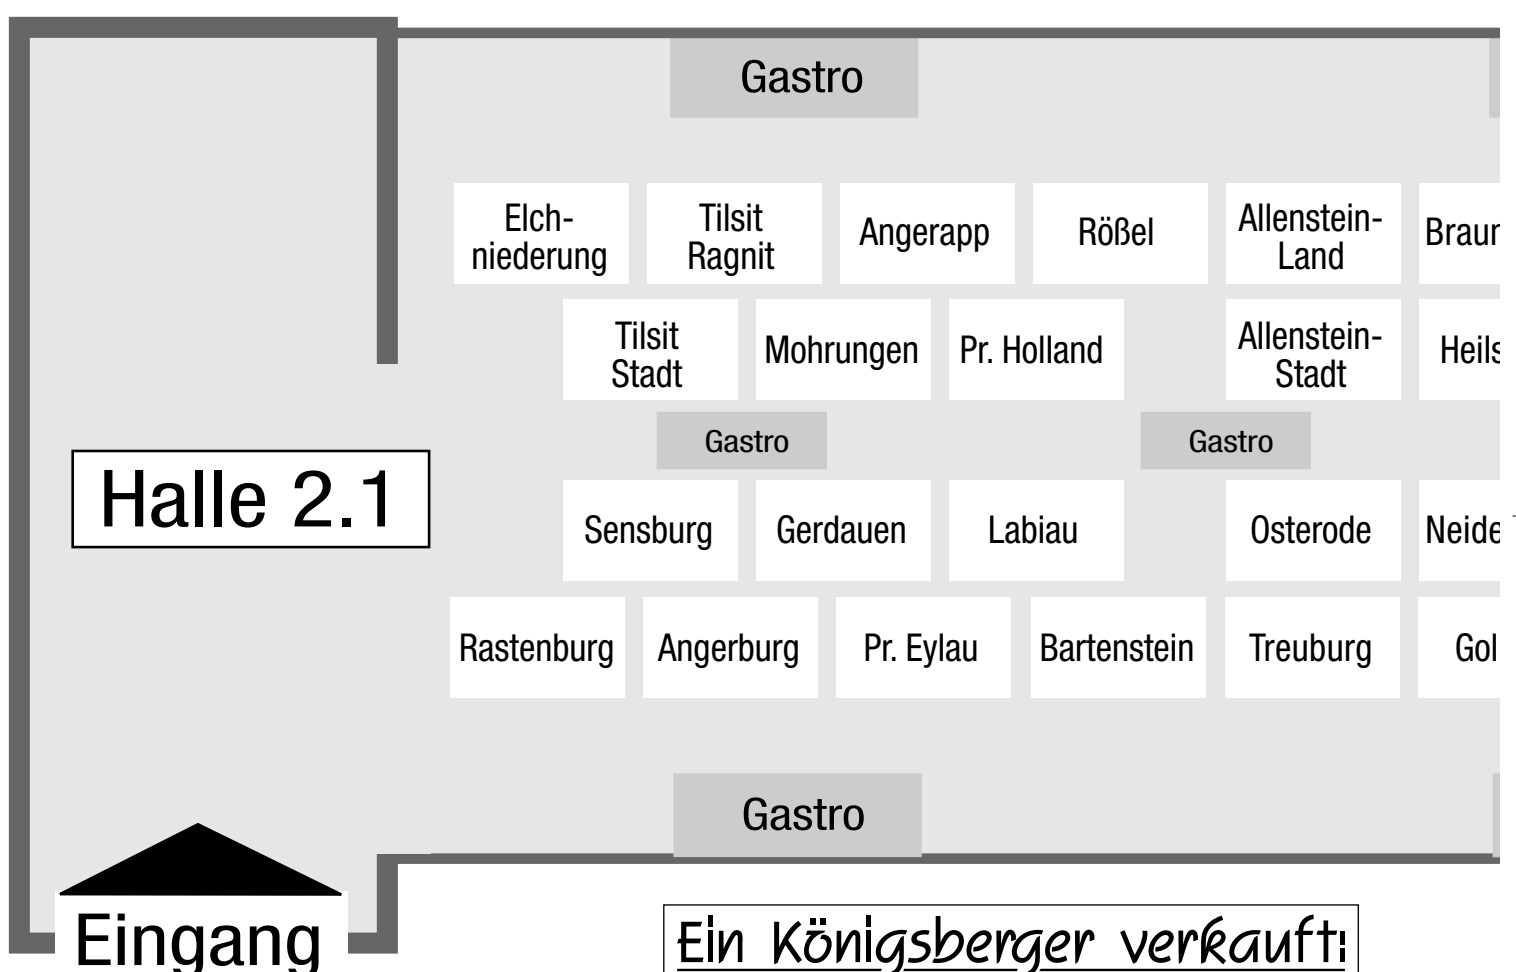 Gastro
Elch-
niederung
Tilsit
Ragnit
Angerapp
Rößel
Allenstein-
Land
Tilsit
Stadt
Mohrungen
Pr. Holland
Allenstein-
Stadt
Gastro
Gastro
Halle 2.1
Sensburg
Gerdauen
Labiau
Osterode
Rastenburg
Angerburg
Pr. Eylau
Bartenstein
Treuburg
Gastro
Eingang
Ein Königsberger verkauft: